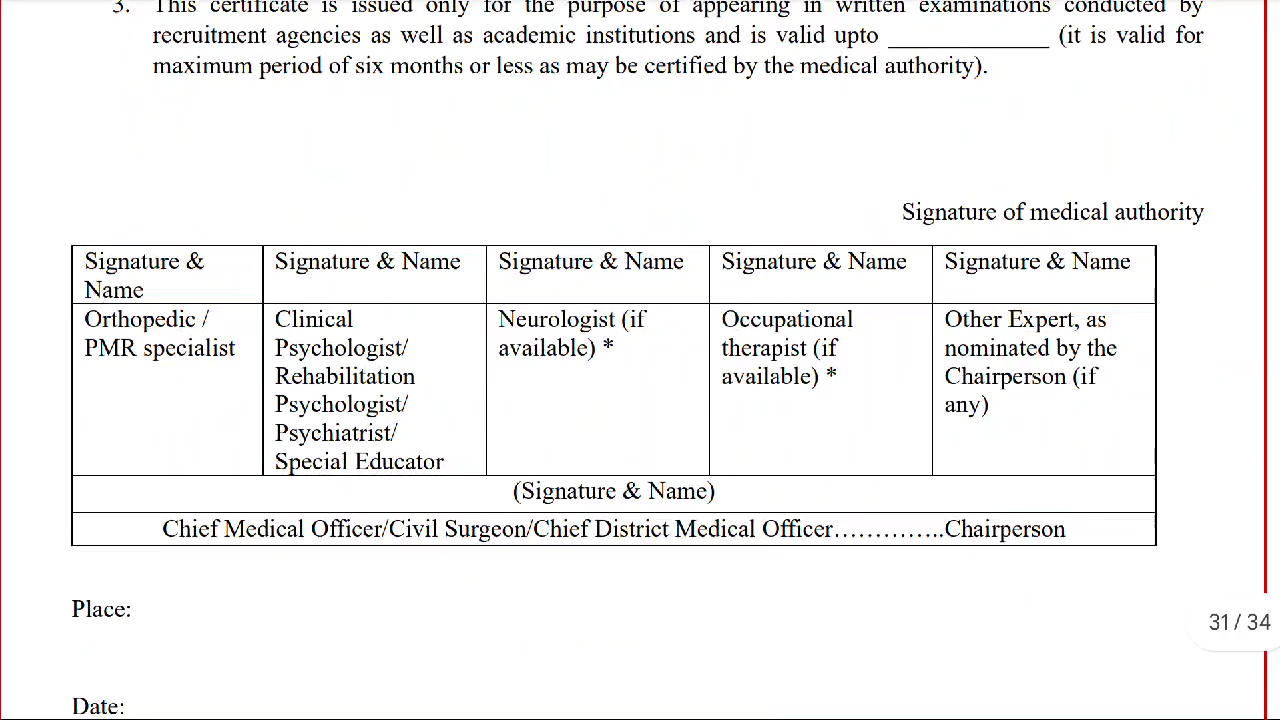 3. This certificate is issued only for the purpose of appearing in written examinations conducted by
recruitment agencies as well as academic institutions and is valid upto _____________ (it is valid for
maximum period of six months or less as may be certified by the medical authority).
Signature of medical authority
Signature &
Name
Signature & Name
Signature & Name
Signature & Name
Signature & Name
Orthopedic /
PMR specialist
Clinical
Psychologist/
Rehabilitation
Psychologist/
Psychiatrist/
Special Educator
Neurologist (if
available) *
Occupational
therapist (if
available) *
Other Expert, as
nominated by the
Chairperson (if
any)
(Signature & Name)
Chief Medical Officer/Civil Surgeon/Chief District Medical Officer…………..Chairperson
Place:
31 / 34
Date: